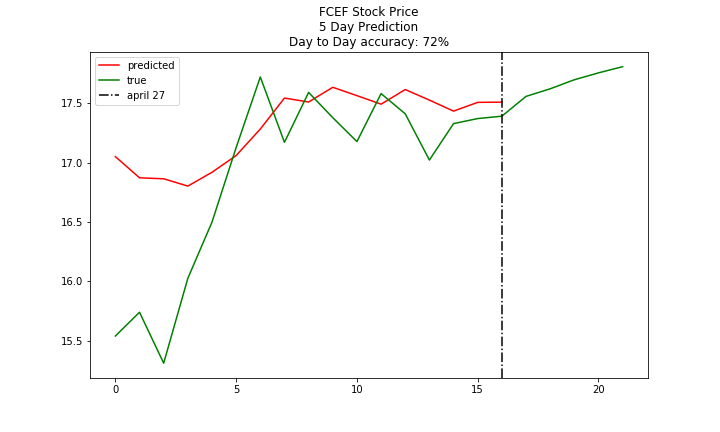 FCEF Stock Price
5 Day Prediction
Day to Day accuracy: 72%
predicted
true
april 27
17.5
17.0
16.5
16.0
15.5
0 5 10 15 20